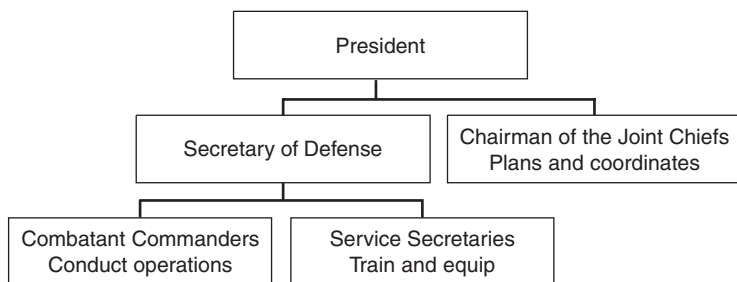 President
Secretary of Defense
Chairman of the Joint Chiefs
Plans and coordinates
Combatant Commanders
Conduct operations
Service Secretaries
Train and equip